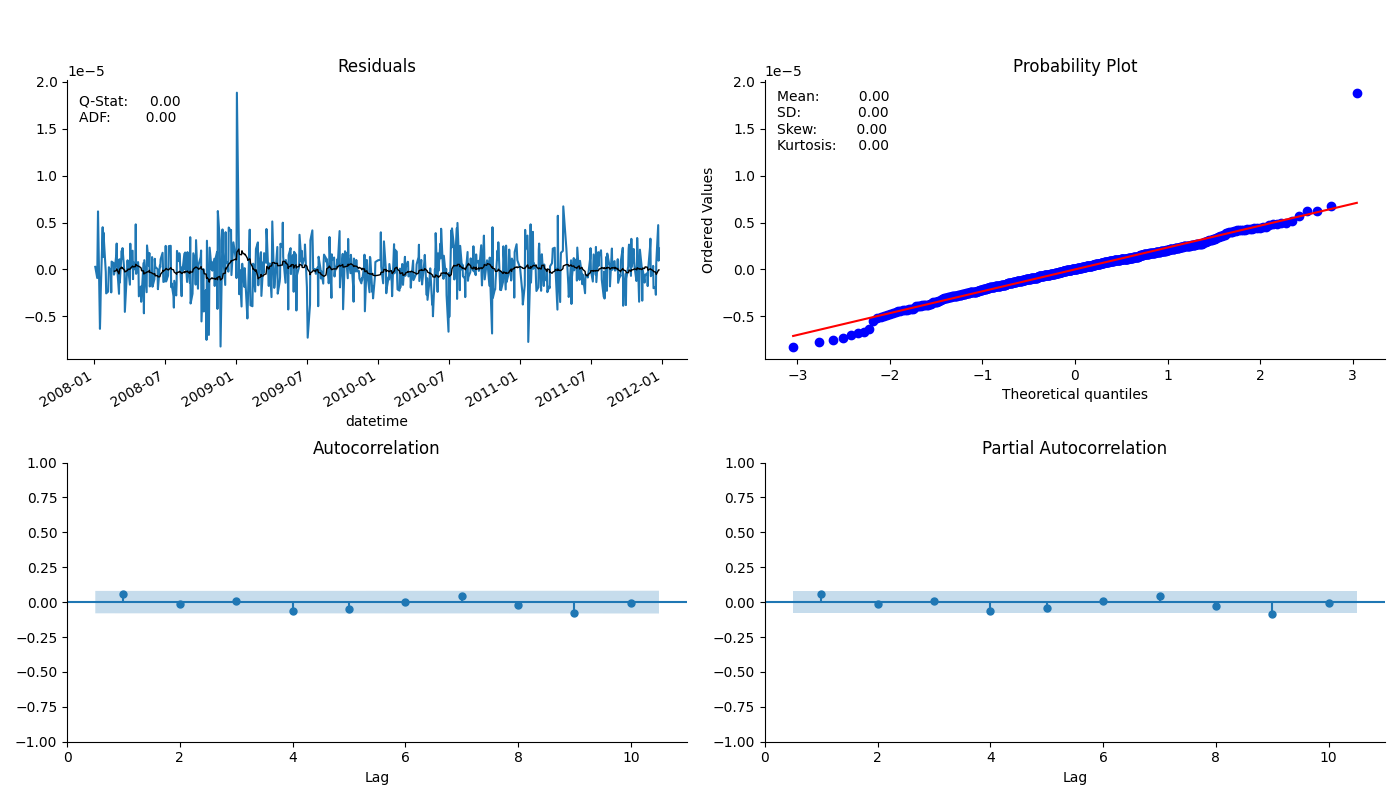 Residuals
1e−5
2.0
1.5
1.0
0.5
0.0
−0.5
Q-Stat: 0.00
ADF: 0.00
2008-01
2008-07
2009-01
2009-07
2010-01
2010-07
2011-01
2011-07
2012-01
datetime
Probability Plot
1e−5
Ordered Values
2.0
1.5
1.0
0.5
0.0
−0.5
Mean: 0.00
SD: 0.00
Skew: 0.00
Kurtosis: 0.00
−3 −2 −1 0 1 2 3
Theoretical quantiles
Autocorrelation
1.00
0.75
0.50
0.25
0.00
−0.25
−0.50
−0.75
−1.00
0 2 4 6 8 10
Lag
Partial Autocorrelation
1.00
0.75
0.50
0.25
0.00
−0.25
−0.50
−0.75
−1.00
0 2 4 6 8 10
Lag